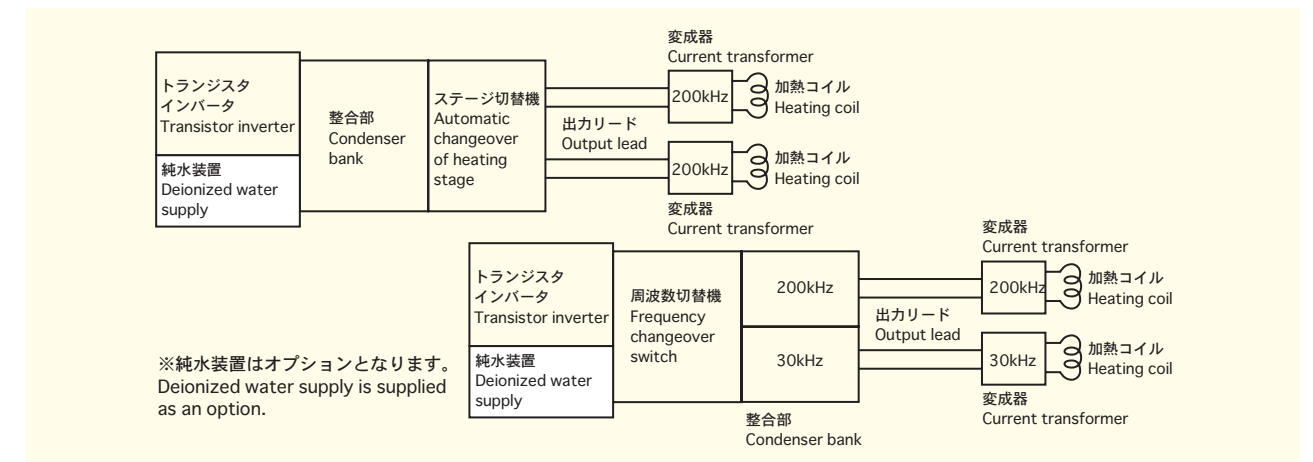 トランジスタ
インバータ
Transistor inverter
純水装置
Deionized water
supply
整合部
Condenser
bank
ステージ切替機
Automatic
changeover
of heating
stage
出力リード
Output lead
変成器
Current transformer
200kHz
加熱コイル
Heating coil
200kHz
加熱コイル
Heating coil
変成器
Current transformer
トランジスタ
インバータ
Transistor inverter
純水装置
Deionized water
supply
周波数切替機
Frequency
changeover
switch
200kHz
30kHz
整合部
Condenser bank
出力リード
Output lead
変成器
Current transformer
200kHz
加熱コイル
Heating coil
30kHz
加熱コイル
Heating coil
変成器
Current transformer
※純水装置はオプションとなります。
Deionized water supply is supplied
as an option.